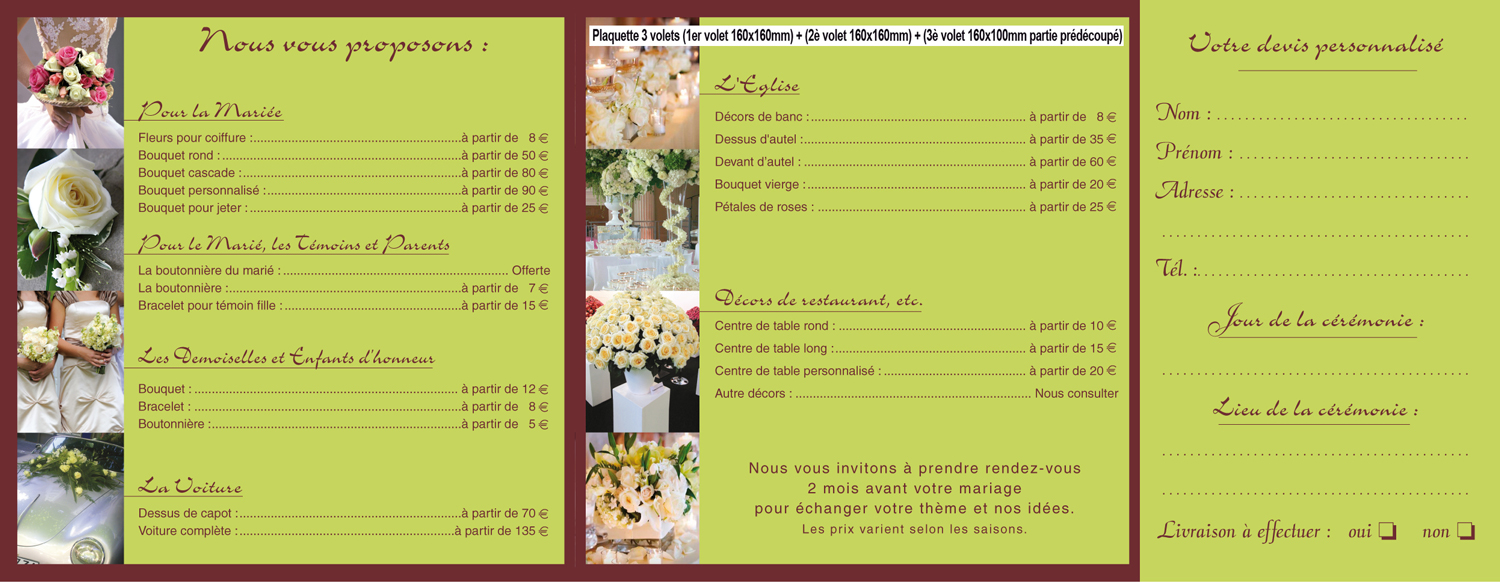 Nous vous proposons :
Pour la Mariée
Fleurs pour coiffure :......................à partir de 8 €
Bouquet rond :......................à partir de 50 €
Bouquet cascade :......................à partir de 80 €
Bouquet personnalisé :......................à partir de 90 €
Bouquet pour jeter :......................à partir de 25 €
Pour le Marié, les Témoins et Parents
La boutonnière du marié :...................... Offerte
La boutonnière :......................à partir de 7 €
Bracelet pour témoin fille :......................à partir de 15 €
Les Demoiselles et Enfants d'honneur
Bouquet :...................... à partir de 12 €
Bracelet :......................à partir de 8 €
Boutonnière :......................à partir de 5 €
La Voiture
Dessus de capot :......................à partir de 70 €
Voiture complète :......................à partir de 135 €
Plaquette 3 volets (1er volet 160x160mm) + (2è volet 160x160mm) + (3è volet 160x100mm partie prédécoupé)
L'Eglise
Décors de banc :...................... à partir de 8 €
Dessus d'autel :...................... à partir de 35 €
Devant d'autel :...................... à partir de 60 €
Bouquet vierge :...................... à partir de 20 €
Pétales de roses :...................... à partir de 25 €
Décors de restaurant, etc.
Centre de table rond :...................... à partir de 10 €
Centre de table long :...................... à partir de 15 €
Centre de table personnalisé :...................... à partir de 20 €
Autre décors :...................... Nous consulter
Nous vous invitons à prendre rendez-vous
2 mois avant votre mariage
pour échanger votre thème et nos idées.
Les prix varient selon les saisons.
Votre devis personnalisé
Nom : ......................
Prénom : ......................
Adresse : ......................
......................
Tél. :......................
Jour de la cérémonie :
......................
Lieu de la cérémonie :
......................
......................
Livraison à effectuer : oui ❏ non ❏